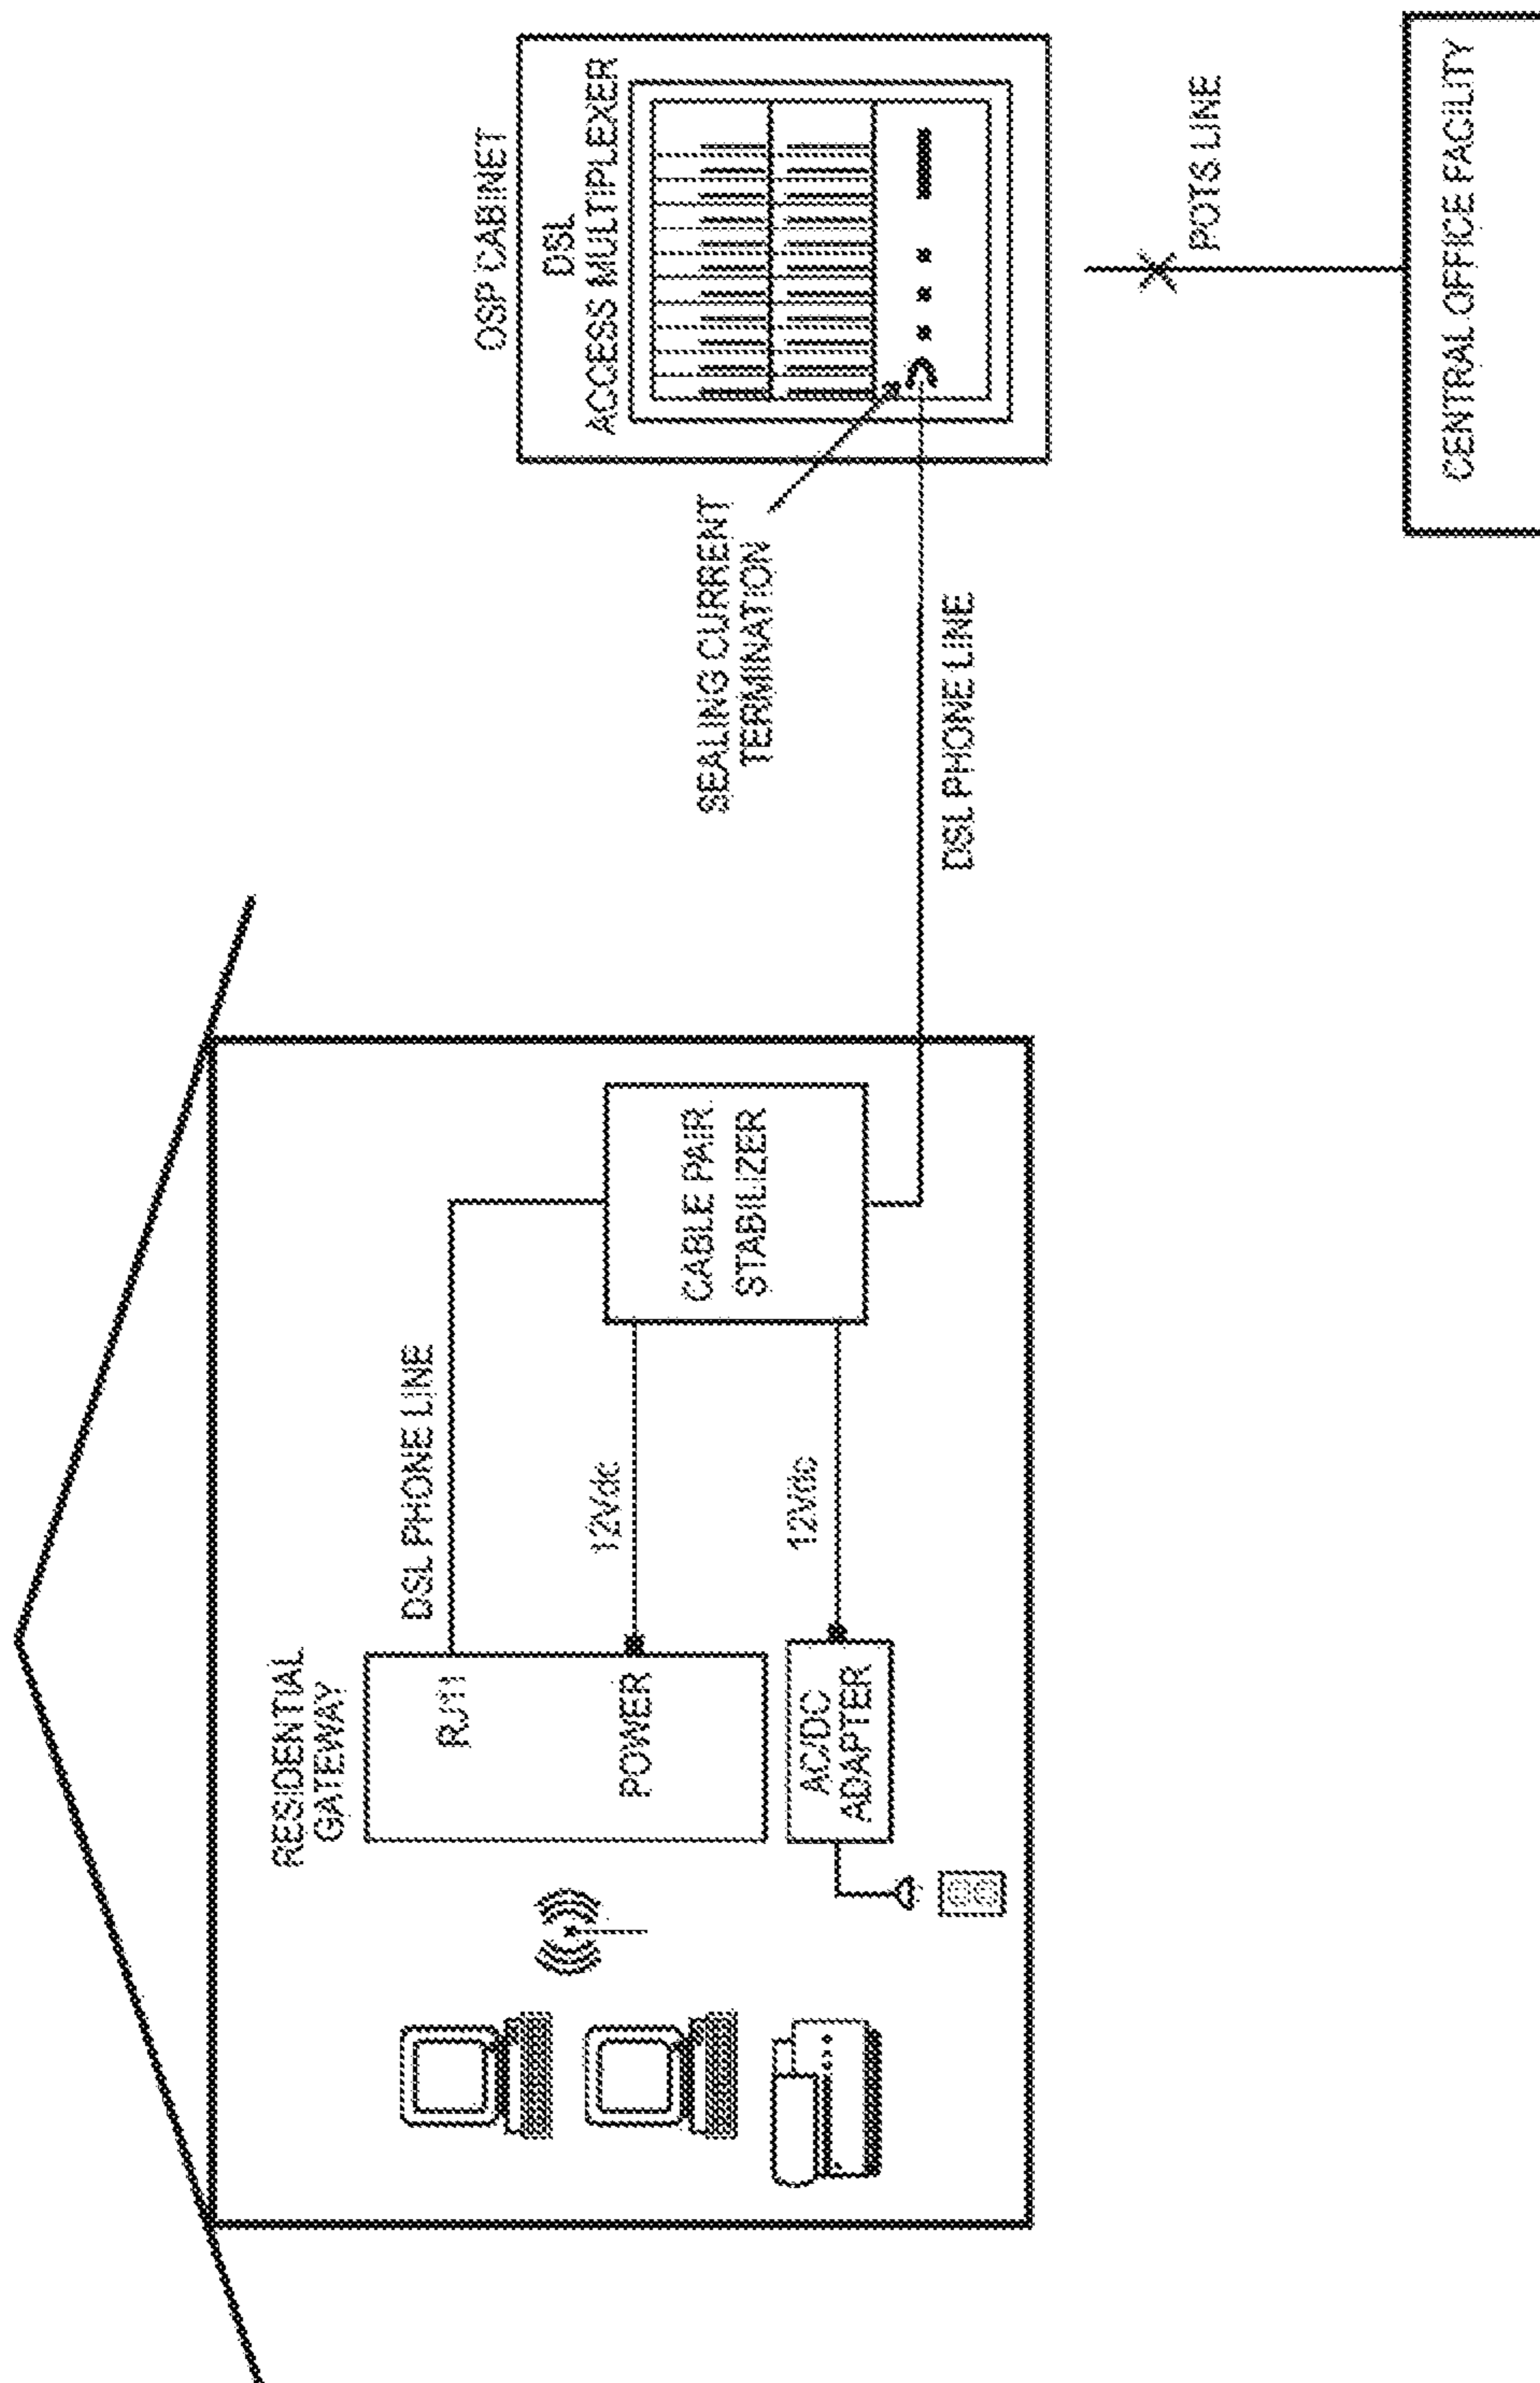 RESIDENTIAL
GATEWAY
RJ11
POWER
AC/DC
ADAPTER
DSL PHONE LINE
12Vdc
12Vdc
CABLE PAIR
STABILIZER
SEALING CURRENT
TERMINATION
DSL PHONE LINE
OSP CABINET
DSL
ACCESS MULTIPLEXER
POTS LINE
CENTRAL OFFICE FACILITY